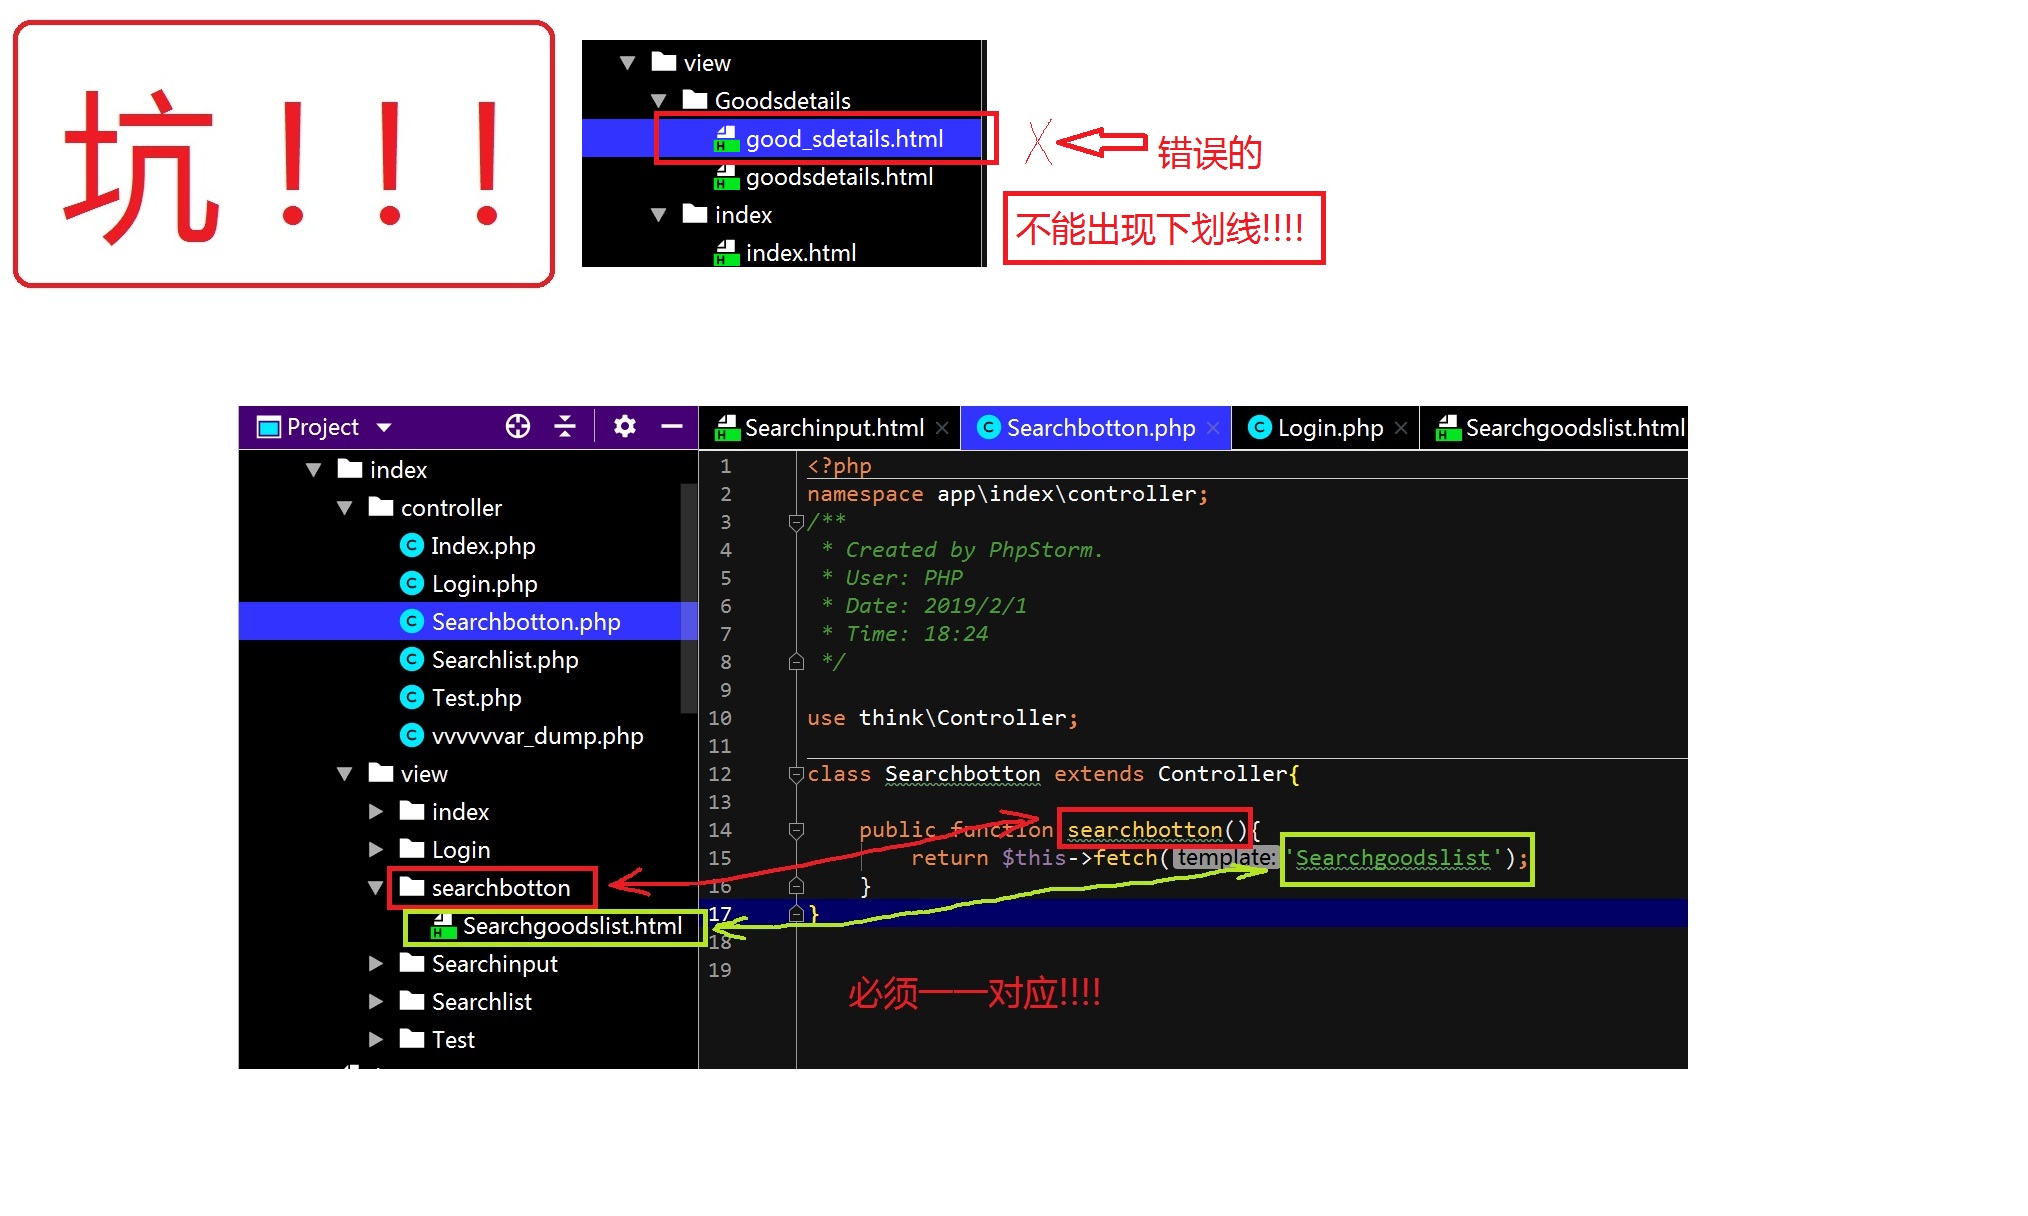 坑！！！
view
Goodsdetails
good_sdetails.html
goodsdetails.html
index
index.html
错误的
不能出现下划线!!!!
Project
Searchinput.html
Searchbotton.php
Login.php
Searchgoodslist.html
index
controller
Index.php
Login.php
Searchbotton.php
Searchlist.php
Test.php
vvvvvvar_dump.php
view
index
Login
searchbotton
Searchgoodslist.html
Searchinput
Searchlist
Test
1 <?php
2 namespace app\index\controller;
3 /**
4 * Created by PhpStorm.
5 * User: PHP
6 * Date: 2019/2/1
7 * Time: 18:24
8 */
9
10 use think\Controller;
11
12 class Searchbotton extends Controller{
13
14 public function searchbotton(){
15 return $this->fetch( template: 'Searchgoodslist');
16 }
17 }
18
19
必须一一对应!!!!